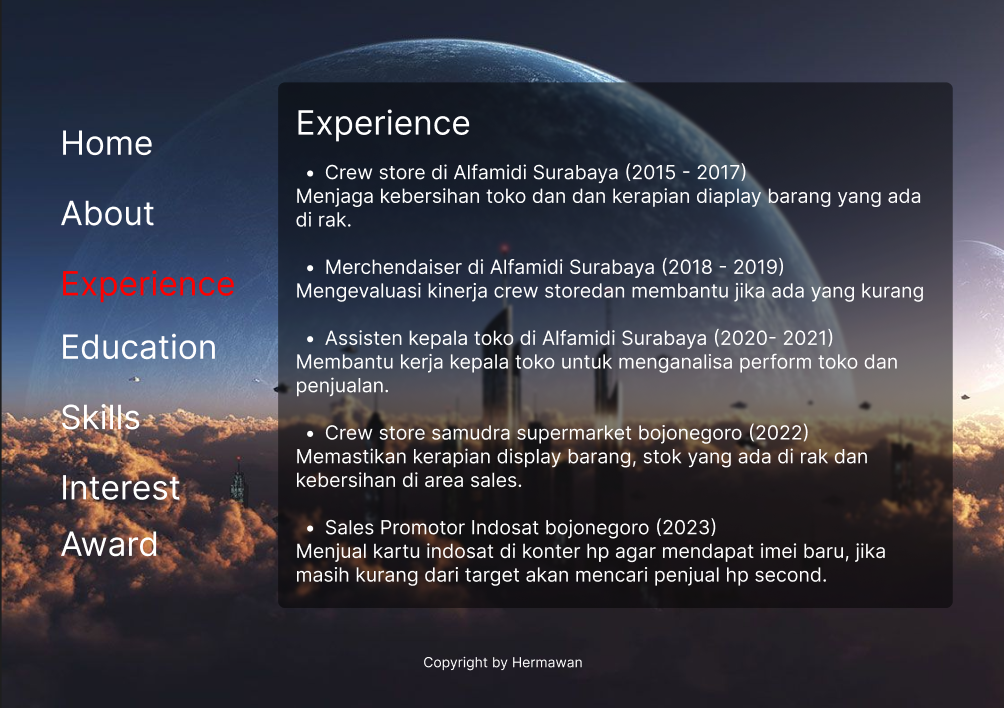 Home
About
Experience
Education
Skills
Interest
Award
Experience
• Crew store di Alfamidi Surabaya (2015 - 2017)
Menjaga kebersihan toko dan dan kerapian diaplay barang yang ada
di rak.
• Merchendaiser di Alfamidi Surabaya (2018 - 2019)
Mengevaluasi kinerja crew storedan membantu jika ada yang kurang
• Assisten kepala toko di Alfamidi Surabaya (2020- 2021)
Membantu kerja kepala toko untuk menganalisa perform toko dan
penjualan.
• Crew store samudra supermarket bojonegoro (2022)
Memastikan kerapian display barang, stok yang ada di rak dan
kebersihan di area sales.
• Sales Promotor Indosat bojonegoro (2023)
Menjual kartu indosat di konter hp agar mendapat imei baru, jika
masih kurang dari target akan mencari penjual hp second.
Copyright by Hermawan